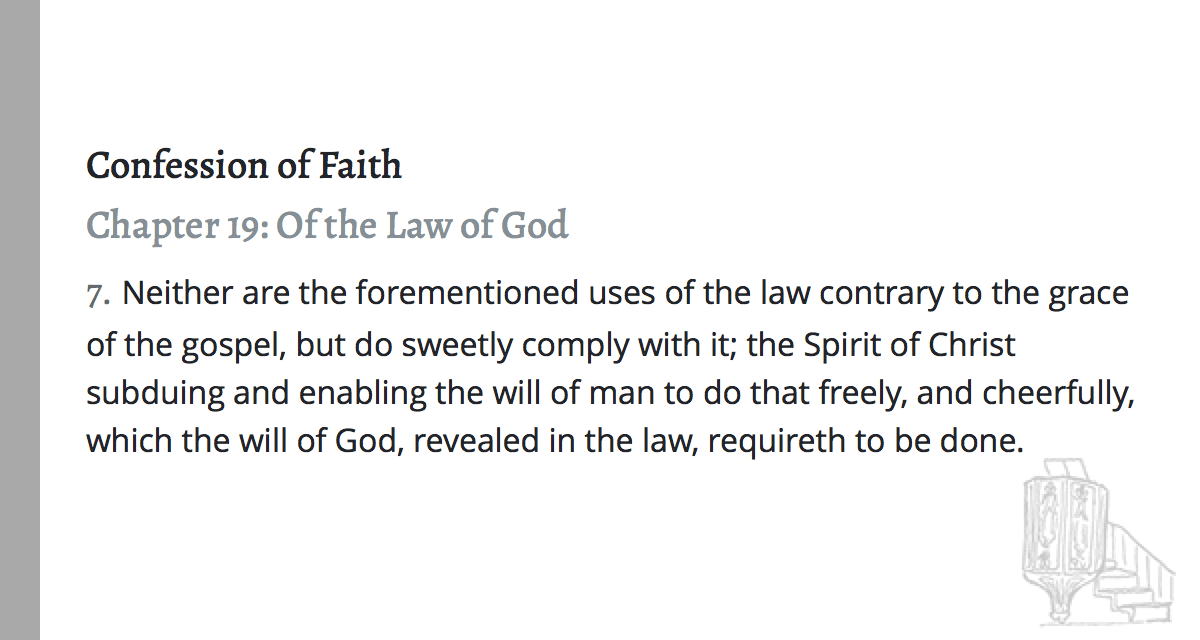 Confession of Faith
Chapter 19: Of the Law of God
7. Neither are the forementioned uses of the law contrary to the grace
of the gospel, but do sweetly comply with it; the Spirit of Christ
subduing and enabling the will of man to do that freely, and cheerfully,
which the will of God, revealed in the law, requireth to be done.